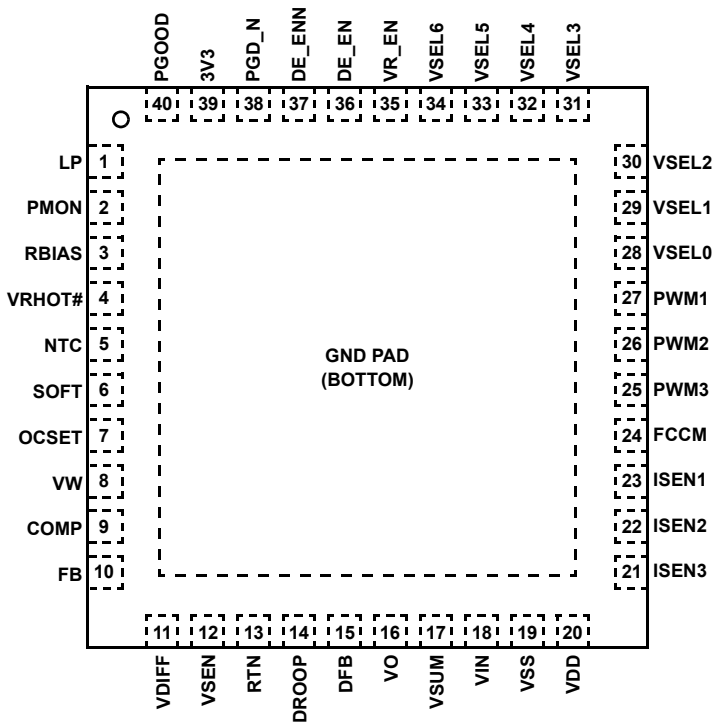 PGOOD 3V3 PGD_N DE_ENN DE_EN VR_EN VSEL6 VSEL5 VSEL4 VSEL3
40 39 38 37 36 35 34 33 32 31
LP 1 30 VSEL2
PMON 2 29 VSEL1
RBIAS 3 28 VSEL0
VRHOT# 4 27 PWM1
NTC 5 26 PWM2
SOFT 6 25 PWM3
OCSET 7 24 FCCM
VW 8 23 ISEN1
COMP 9 22 ISEN2
FB 10 21 ISEN3
GND PAD
(BOTTOM)
11 12 13 14 15 16 17 18 19 20
VDIFF VSEN RTN DROOP DFB VO VSUM VIN VSS VDD